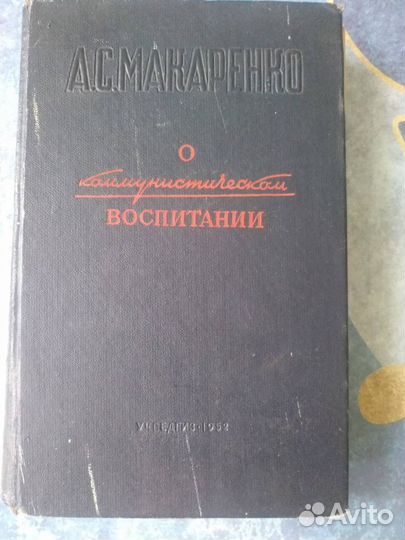 А.С.МАКАРЕНКО
О
коммунистическом
ВОСПИТАНИИ
УЧПЕДГИЗ·1952
Avito